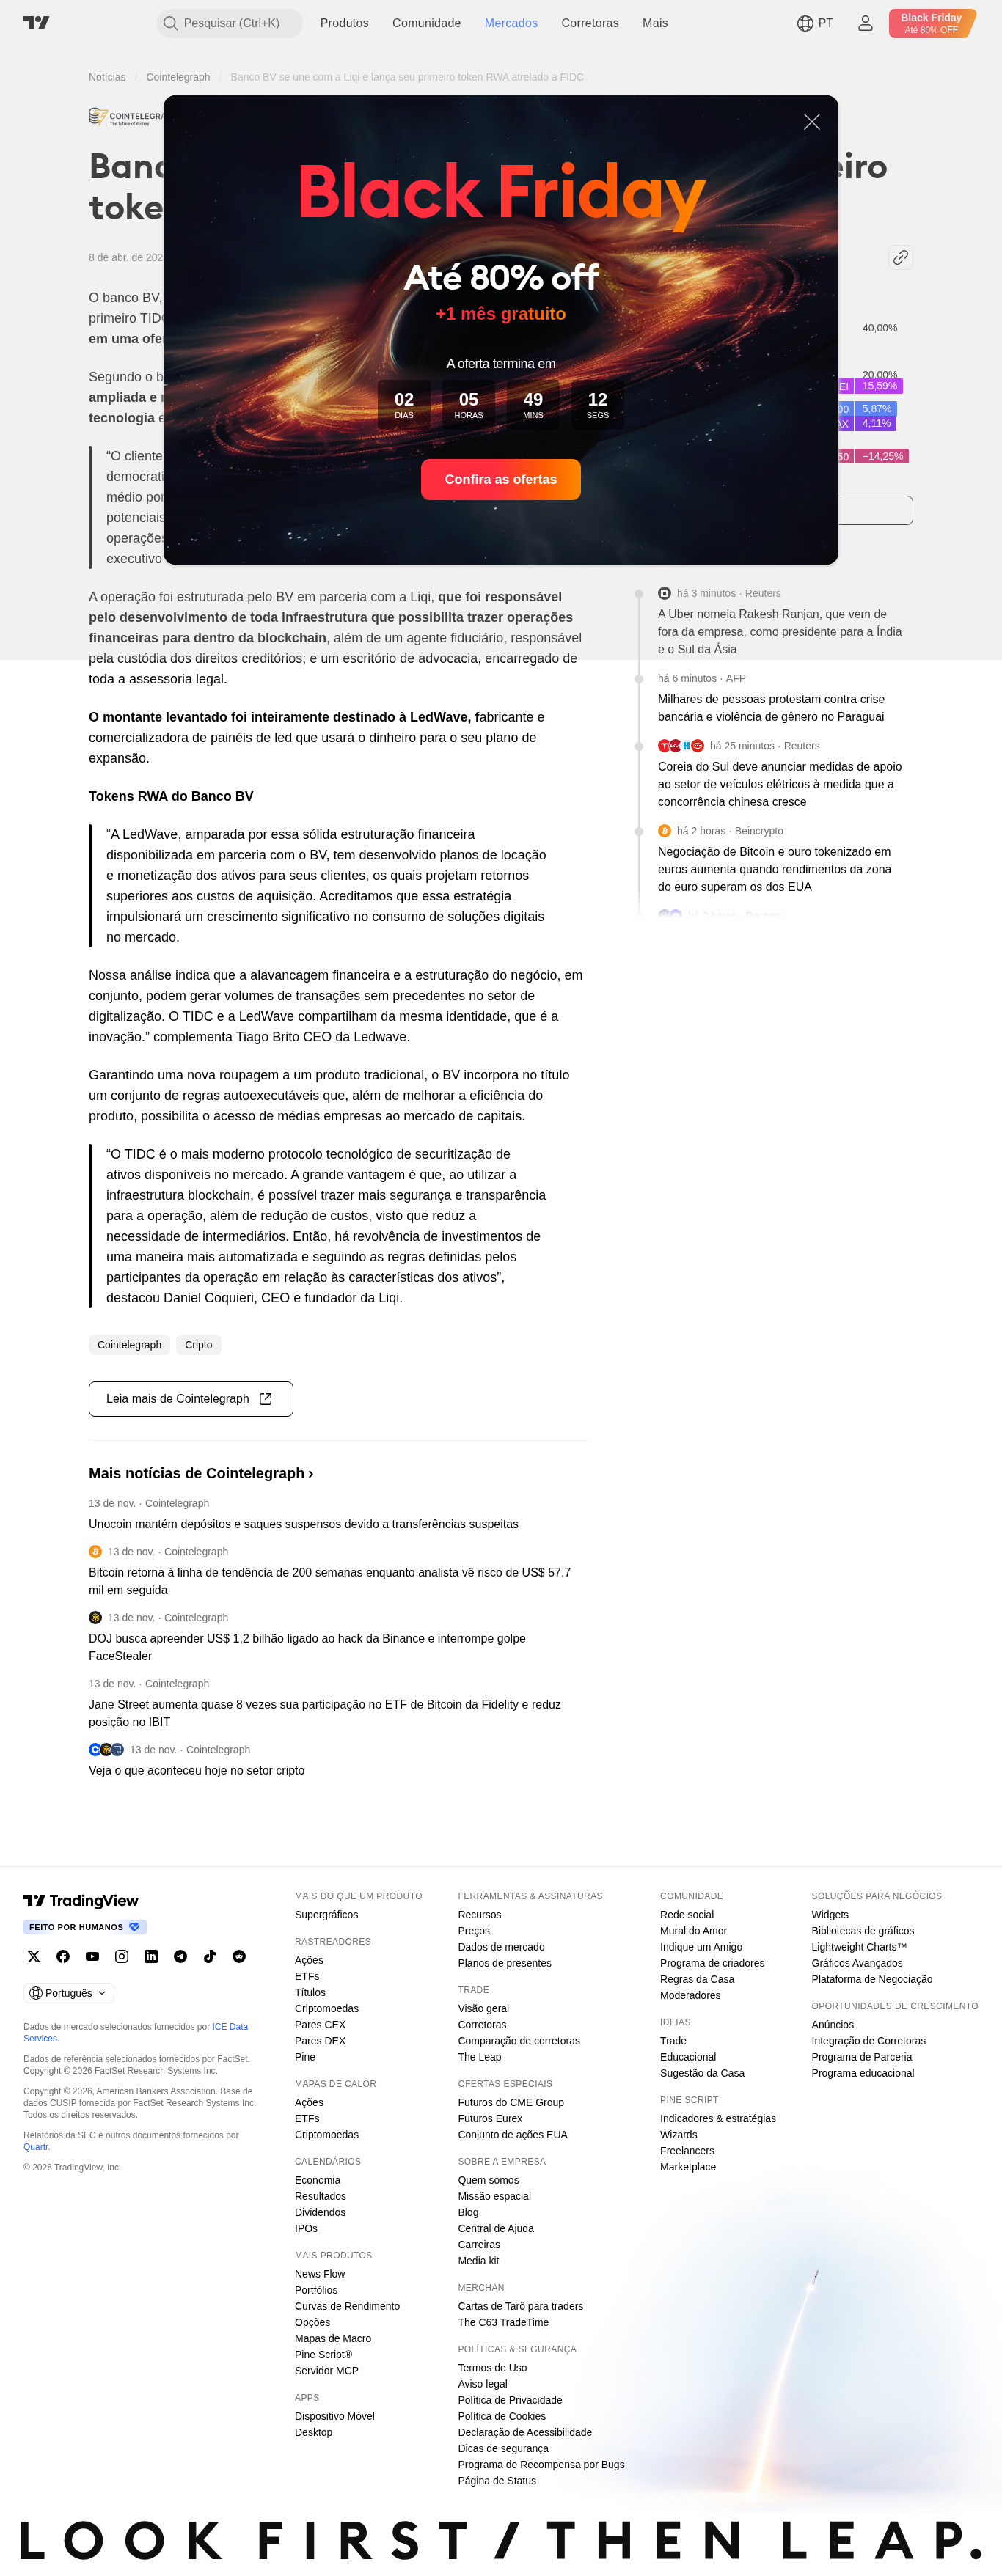 Pesquisar (Ctrl+K)
Produtos
Comunidade
Mercados
Corretoras
Mais
PT
Black Friday
Até 80% OFF
Notícias / Cointelegraph / Banco BV se une com a Liqi e lança seu primeiro token RWA atrelado a FIDC
The future of money
8 de abr. de
O banco BV,
primeiro
em uma
Segundo o
ampliada e
tecnologia
“O cliente
médio
potenciais
operações
executivo
Black Friday
Até 80% off
+1 mês gratuito
A oferta termina em
02 05 49 12
DIAS HORAS MINS SEGS
Confira as ofertas
40,00%
20,00%
15,59%
5,87%
4,11%
−14,25%
A operação foi estruturada pelo BV em parceria com a Liqi, que foi responsável
pelo desenvolvimento de toda infraestrutura que possibilita trazer operações
financeiras para dentro da blockchain, além de um agente fiduciário, responsável
pela custódia dos direitos creditórios; e um escritório de advocacia, encarregado de
toda a assessoria legal.
O montante levantado foi inteiramente destinado à LedWave, fabricante e
comercializadora de painéis de led que usará o dinheiro para o seu plano de
expansão.
Tokens RWA do Banco BV
“A LedWave, amparada por essa sólida estruturação financeira
disponibilizada em parceria com o BV, tem desenvolvido planos de locação
e monetização dos ativos para seus clientes, os quais projetam retornos
superiores aos custos de aquisição. Acreditamos que essa estratégia
impulsionará um crescimento significativo no consumo de soluções digitais
no mercado.
Nossa análise indica que a alavancagem financeira e a estruturação do negócio, em
conjunto, podem gerar volumes de transações sem precedentes no setor de
digitalização. O TIDC e a LedWave compartilham da mesma identidade, que é a
inovação.” complementa Tiago Brito CEO da Ledwave.
Garantindo uma nova roupagem a um produto tradicional, o BV incorpora no título
um conjunto de regras autoexecutáveis que, além de melhorar a eficiência do
produto, possibilita o acesso de médias empresas ao mercado de capitais.
“O TIDC é o mais moderno protocolo tecnológico de securitização de
ativos disponíveis no mercado. A grande vantagem é que, ao utilizar a
infraestrutura blockchain, é possível trazer mais segurança e transparência
para a operação, além de redução de custos, visto que reduz a
necessidade de intermediários. Então, há revolvência de investimentos de
uma maneira mais automatizada e seguindo as regras definidas pelos
participantes da operação em relação às características dos ativos”,
destacou Daniel Coquieri, CEO e fundador da Liqi.
Cointelegraph
Cripto
Leia mais de Cointelegraph
há 3 minutos · Reuters
A Uber nomeia Rakesh Ranjan, que vem de
fora da empresa, como presidente para a Índia
e o Sul da Ásia
há 6 minutos · AFP
Milhares de pessoas protestam contra crise
bancária e violência de gênero no Paraguai
há 25 minutos · Reuters
Coreia do Sul deve anunciar medidas de apoio
ao setor de veículos elétricos à medida que a
concorrência chinesa cresce
há 2 horas · Beincrypto
Negociação de Bitcoin e ouro tokenizado em
euros aumenta quando rendimentos da zona
do euro superam os dos EUA
Mais notícias de Cointelegraph ›
13 de nov. · Cointelegraph
Unocoin mantém depósitos e saques suspensos devido a transferências suspeitas
13 de nov. · Cointelegraph
Bitcoin retorna à linha de tendência de 200 semanas enquanto analista vê risco de US$ 57,7
mil em seguida
13 de nov. · Cointelegraph
DOJ busca apreender US$ 1,2 bilhão ligado ao hack da Binance e interrompe golpe
FaceStealer
13 de nov. · Cointelegraph
Jane Street aumenta quase 8 vezes sua participação no ETF de Bitcoin da Fidelity e reduz
posição no IBIT
13 de nov. · Cointelegraph
Veja o que aconteceu hoje no setor cripto
TradingView
FEITO POR HUMANOS
Português
Dados de mercado selecionados fornecidos por ICE Data
Services.
Dados de referência selecionados fornecidos por FactSet.
Copyright © 2026 FactSet Research Systems Inc.
Copyright © 2026, American Bankers Association. Base de
dados CUSIP fornecida por FactSet Research Systems Inc.
Todos os direitos reservados.
Relatórios da SEC e outros documentos fornecidos por
Quartr.
© 2026 TradingView, Inc.
MAIS DO QUE UM PRODUTO
Supergráficos
RASTREADORES
Ações
ETFs
Títulos
Criptomoedas
Pares CEX
Pares DEX
Pine
MAPAS DE CALOR
Ações
ETFs
Criptomoedas
CALENDÁRIOS
Economia
Resultados
Dividendos
IPOs
MAIS PRODUTOS
News Flow
Portfólios
Curvas de Rendimento
Opções
Mapas de Macro
Pine Script®
Servidor MCP
APPS
Dispositivo Móvel
Desktop
FERRAMENTAS & ASSINATURAS
Recursos
Preços
Dados de mercado
Planos de presentes
TRADE
Visão geral
Corretoras
Comparação de corretoras
The Leap
OFERTAS ESPECIAIS
Futuros do CME Group
Futuros Eurex
Conjunto de ações EUA
SOBRE A EMPRESA
Quem somos
Missão espacial
Blog
Central de Ajuda
Carreiras
Media kit
MERCHAN
Cartas de Tarô para traders
The C63 TradeTime
POLÍTICAS & SEGURANÇA
Termos de Uso
Aviso legal
Política de Privacidade
Política de Cookies
Declaração de Acessibilidade
Dicas de segurança
Programa de Recompensa por Bugs
Página de Status
COMUNIDADE
Rede social
Mural do Amor
Indique um Amigo
Programa de criadores
Regras da Casa
Moderadores
IDEIAS
Trade
Educacional
Sugestão da Casa
PINE SCRIPT
Indicadores & estratégias
Wizards
Freelancers
Marketplace
SOLUÇÕES PARA NEGÓCIOS
Widgets
Bibliotecas de gráficos
Lightweight Charts™
Gráficos Avançados
Plataforma de Negociação
OPORTUNIDADES DE CRESCIMENTO
Anúncios
Integração de Corretoras
Programa de Parceria
Programa educacional
LOOK FIRST / THEN LEAP.